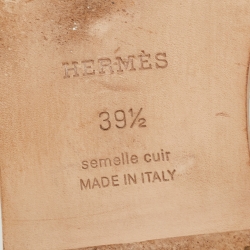 HERMÈS
39½
semelle cuir
MADE IN ITALY